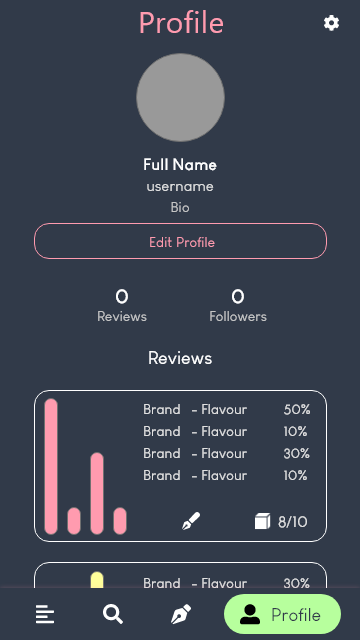 Profile
Full Name
username
Bio
Edit Profile
0 0
Reviews Followers
Reviews
Brand - Flavour 50%
Brand - Flavour 10%
Brand - Flavour 30%
Brand - Flavour 10%
8/10
Brand - Flavour 30%
Profile